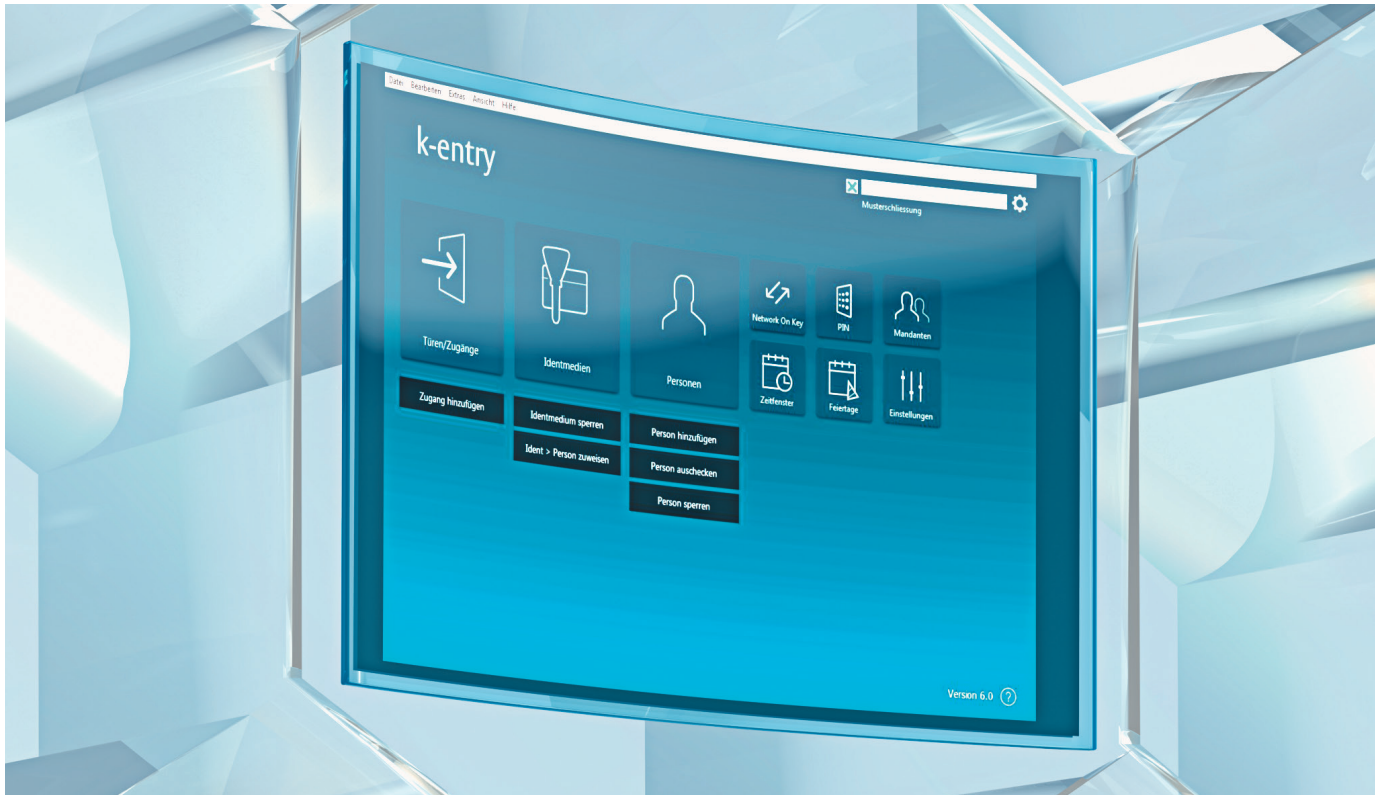 Datei Bearbeiten Extras Ansicht Hilfe
k-entry
Musterschliessung
Türen/Zugänge
Identmedien
Personen
Network On Key
PIN
Mandanten
Zeitfenster
Feiertage
Einstellungen
Zugang hinzufügen
Identmedium sperren
Ident > Person zuweisen
Person hinzufügen
Person auschecken
Person sperren
Version 6.0 ?